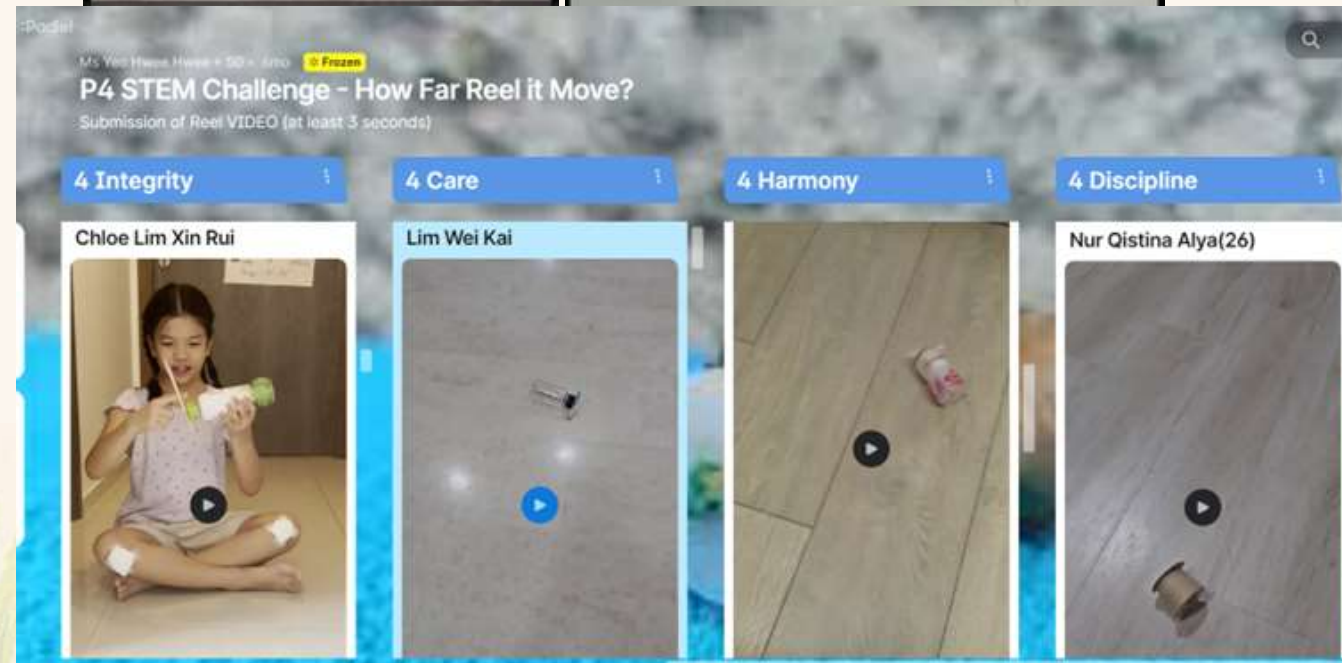 :Padlet
Frozen
P4 STEM Challenge - How Far Reel it Move?
Submission of Reel VIDEO (at least 3 seconds)
4 Integrity
4 Care
4 Harmony
4 Discipline
Chloe Lim Xin Rui
Lim Wei Kai
Nur Qistina Alya(26)